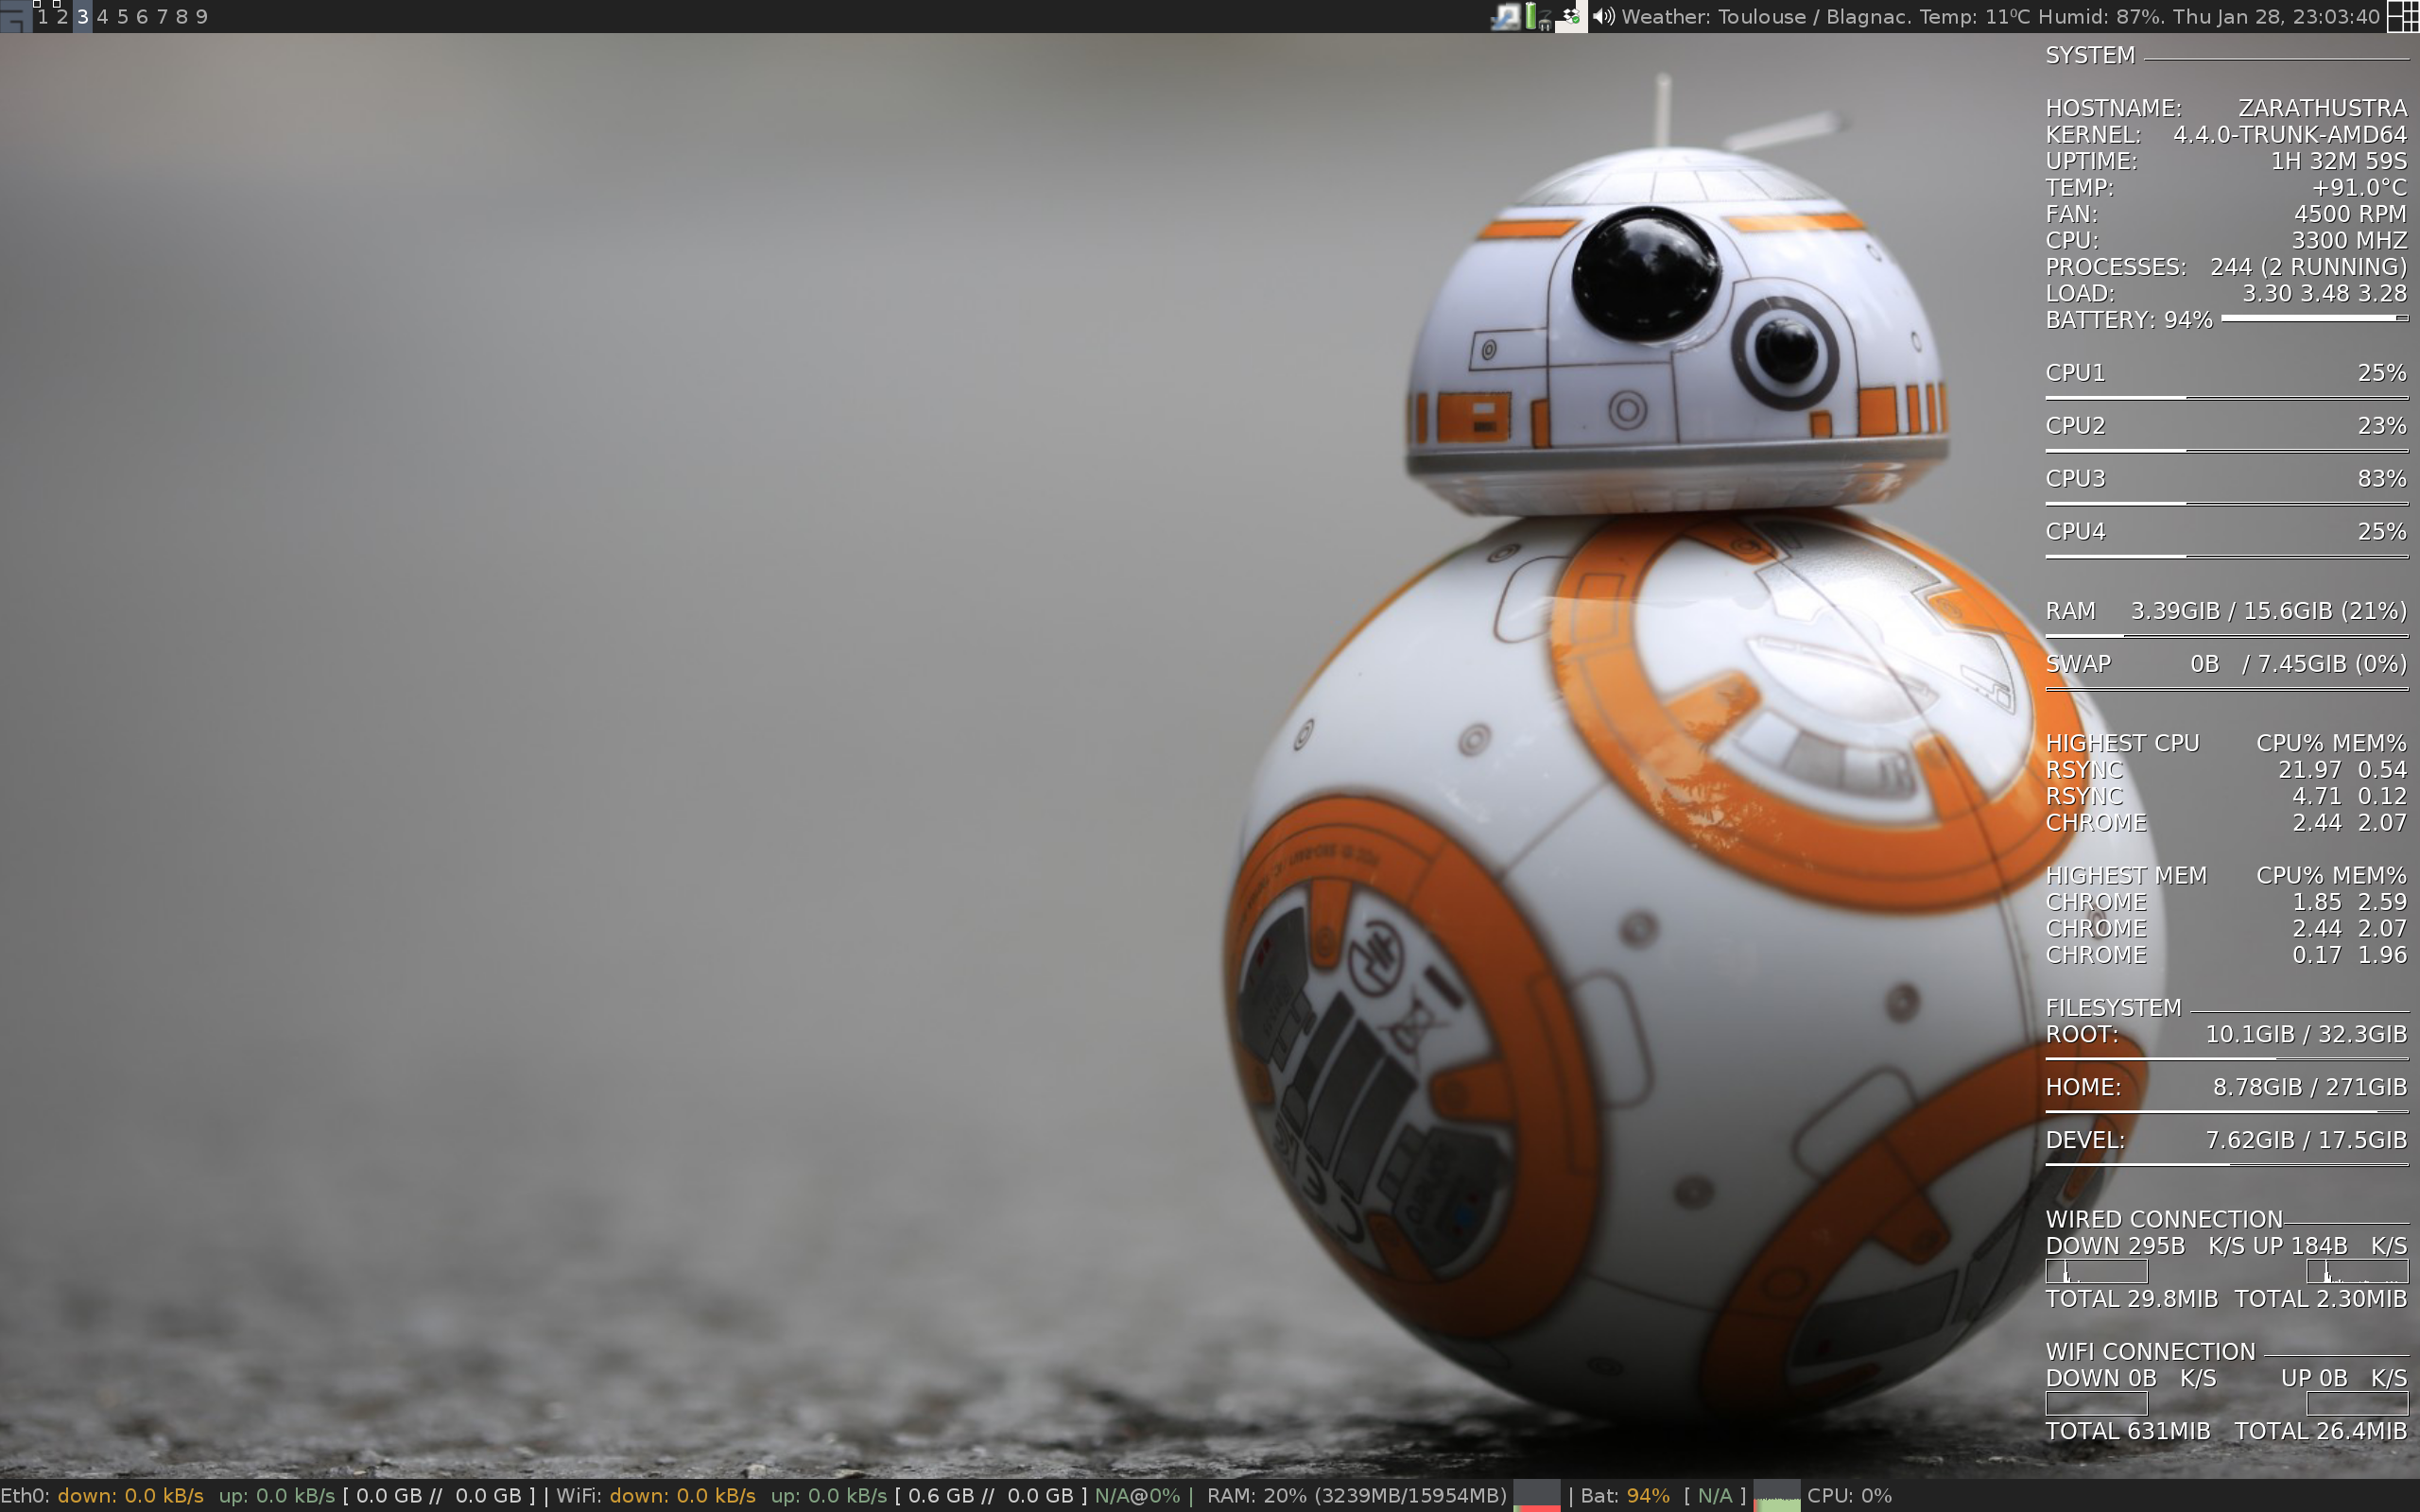 1 2 3 4 5 6 7 8 9
Weather: Toulouse / Blagnac. Temp: 11⁰C Humid: 87%. Thu Jan 28, 23:03:40
SYSTEM
HOSTNAME: ZARATHUSTRA
KERNEL: 4.4.0-TRUNK-AMD64
UPTIME: 1H 32M 59S
TEMP: +91.0°C
FAN: 4500 RPM
CPU: 3300 MHZ
PROCESSES: 244 (2 RUNNING)
LOAD: 3.30 3.48 3.28
BATTERY: 94%
CPU1 25%
CPU2 23%
CPU3 83%
CPU4 25%
RAM 3.39GIB / 15.6GIB (21%)
SWAP 0B / 7.45GIB (0%)
HIGHEST CPU CPU% MEM%
RSYNC 21.97 0.54
RSYNC 4.71 0.12
CHROME 2.44 2.07
HIGHEST MEM CPU% MEM%
CHROME 1.85 2.59
CHROME 2.44 2.07
CHROME 0.17 1.96
FILESYSTEM
ROOT: 10.1GIB / 32.3GIB
HOME: 8.78GIB / 271GIB
DEVEL: 7.62GIB / 17.5GIB
WIRED CONNECTION
DOWN 295B K/S UP 184B K/S
TOTAL 29.8MIB TOTAL 2.30MIB
WIFI CONNECTION
DOWN 0B K/S UP 0B K/S
TOTAL 631MIB TOTAL 26.4MIB
Eth0: down: 0.0 kB/s up: 0.0 kB/s [ 0.0 GB // 0.0 GB ] | WiFi: down: 0.0 kB/s up: 0.0 kB/s [ 0.6 GB // 0.0 GB ] N/A@0% | RAM: 20% (3239MB/15954MB) | Bat: 94% [ N/A ] CPU: 0%